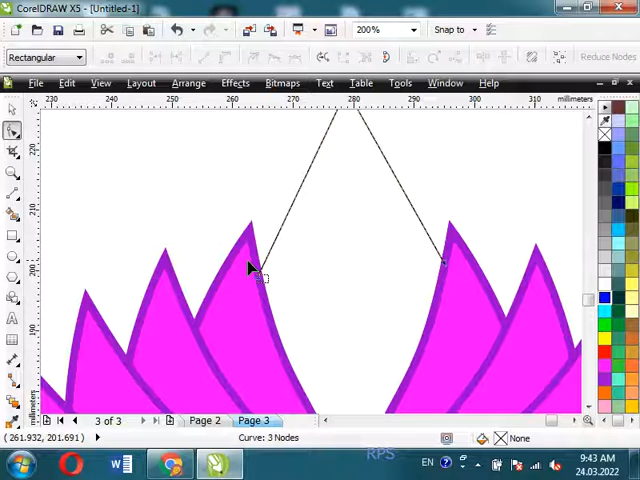 CorelDRAW X5 - [Untitled-1]
200%
Snap to
Rectangular
Reduce Nodes
File Edit View Layout Arrange Effects Bitmaps Text Table Tools Window Help
230 240 250 260 270 280 290 300 310 millimeters
220
210
200
190
millimeters
3 of 3 Page 2 Page 3
(261.932, 201.691) Curve: 3 Nodes None
RPS
EN
9:43 AM
24.03.2022